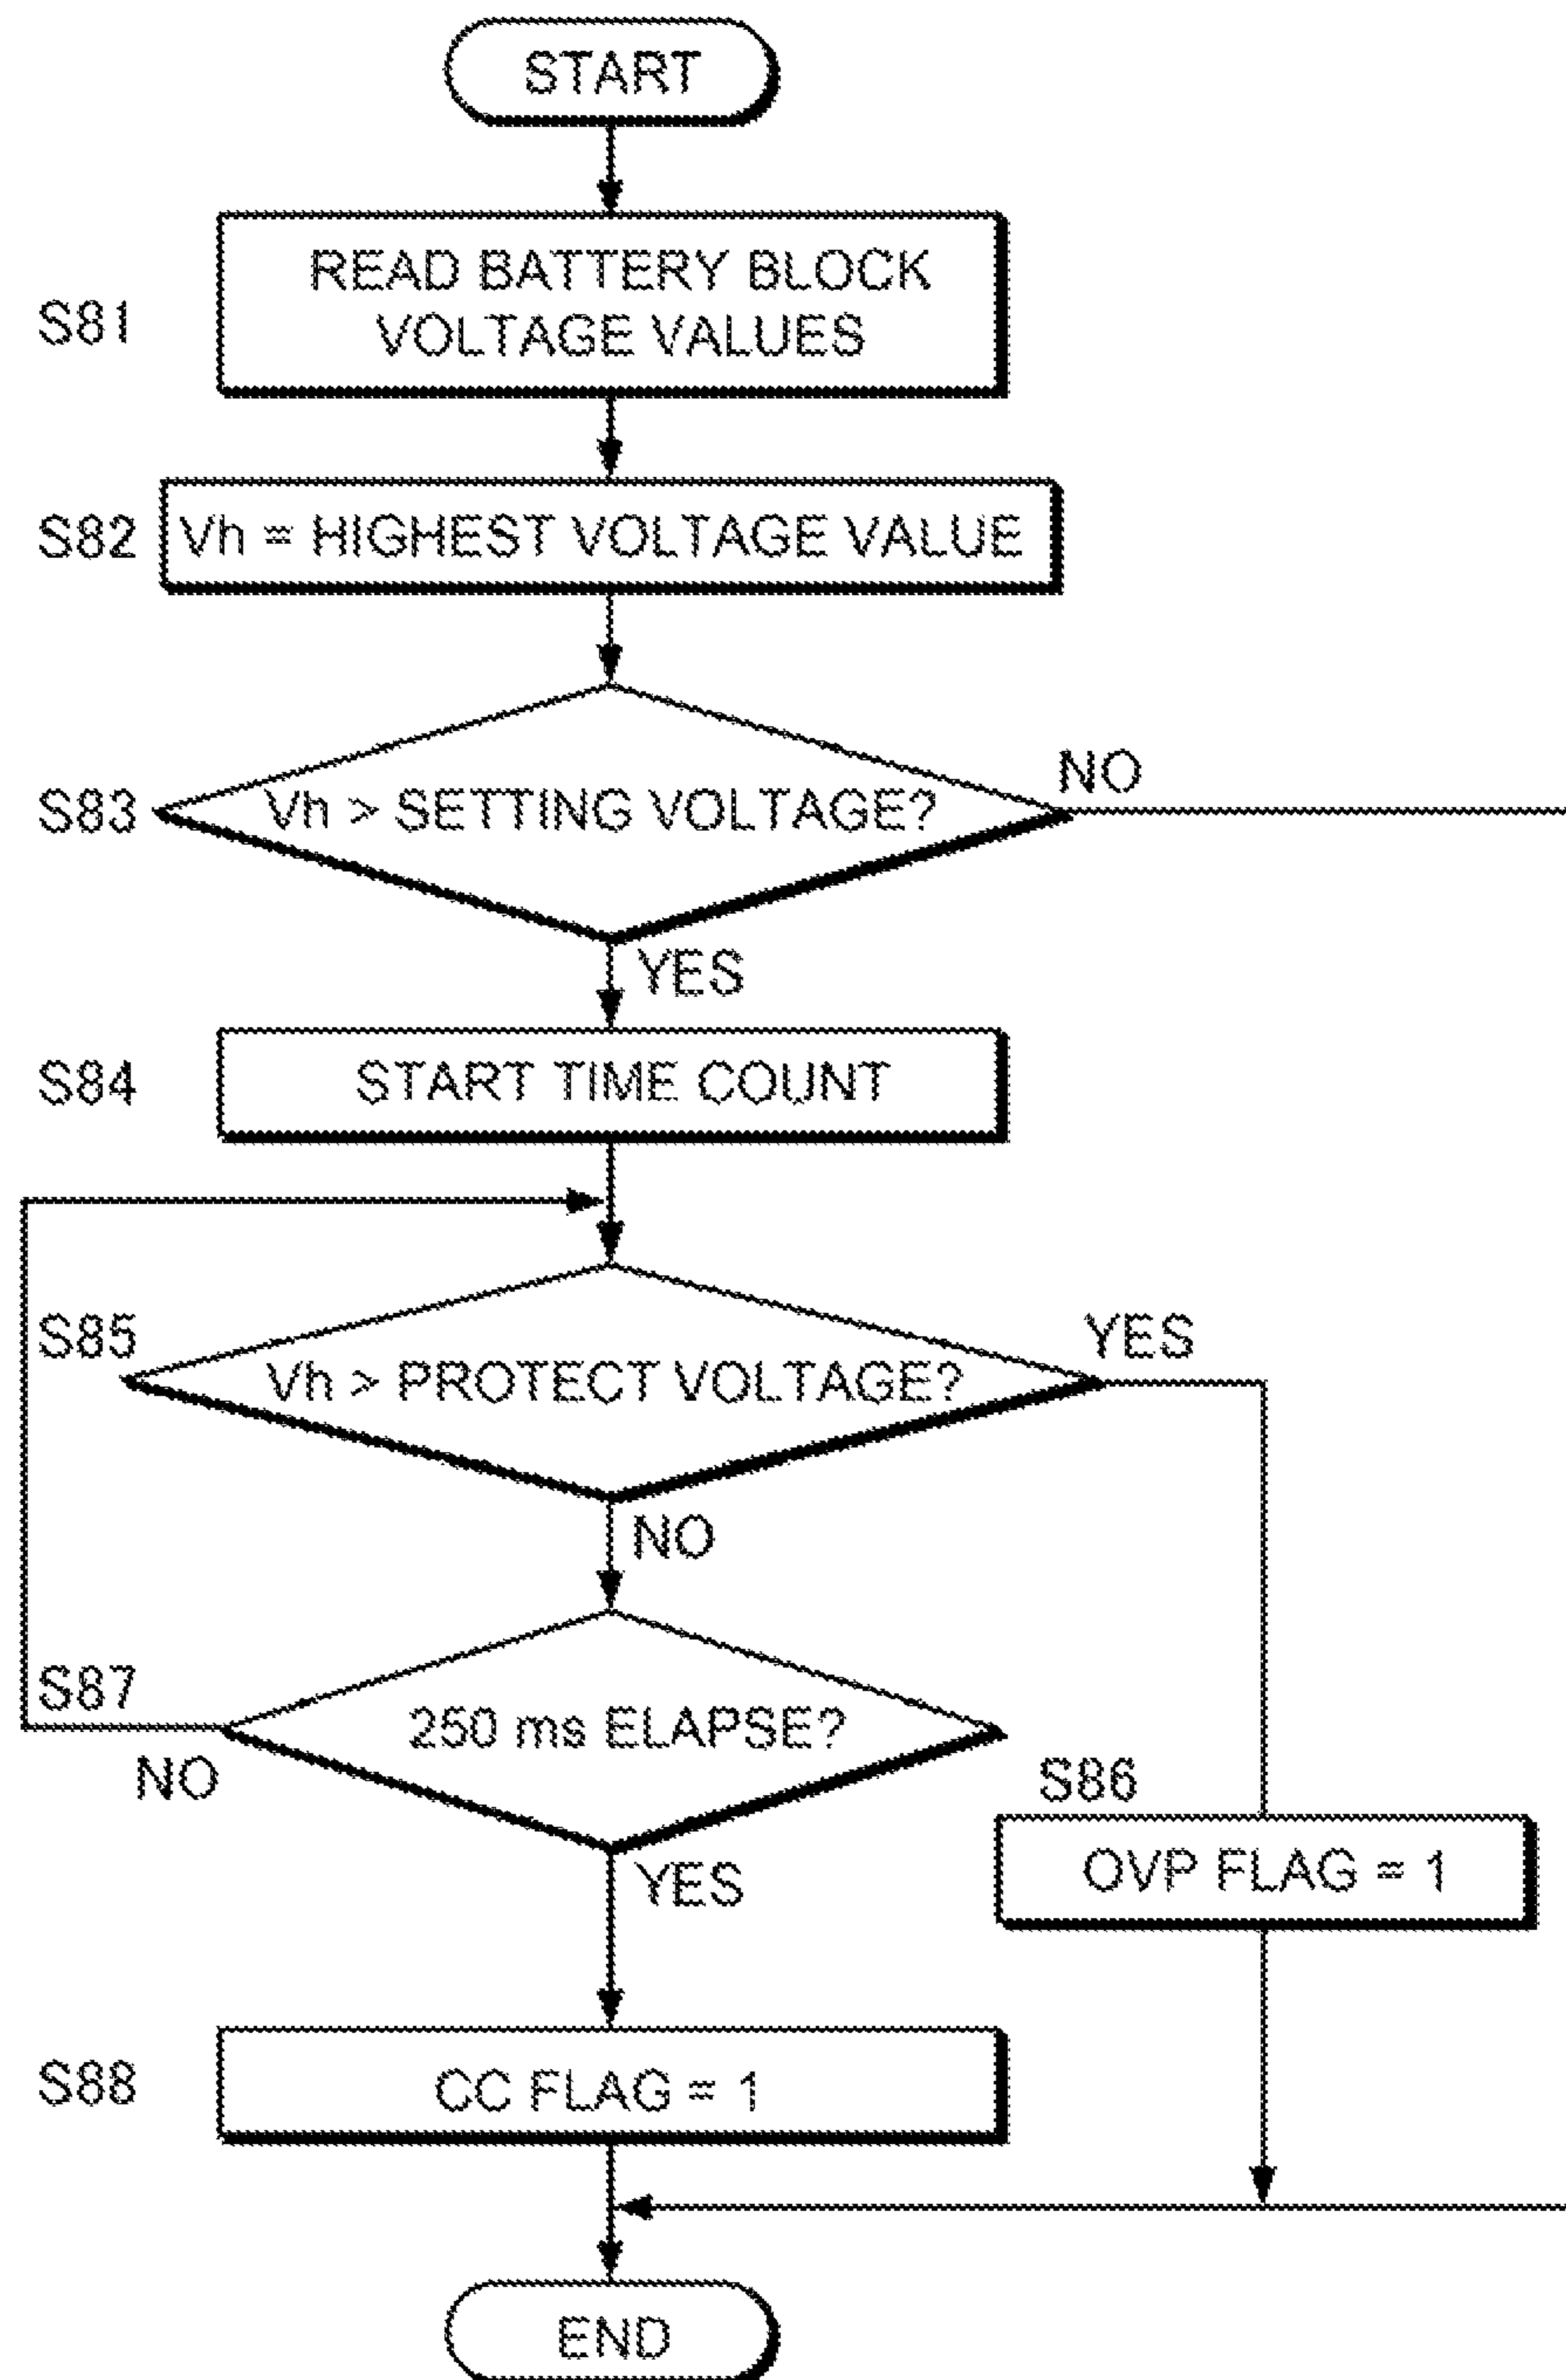 START
READ BATTERY BLOCK
VOLTAGE VALUES
S81
S82
Vh = HIGHEST VOLTAGE VALUE
S83
Vh > SETTING VOLTAGE?
NO
YES
S84
START TIME COUNT
S85
Vh > PROTECT VOLTAGE?
YES
NO
S87
250 ms ELAPSE?
NO
YES
S86
OVP FLAG = 1
S88
CC FLAG = 1
END